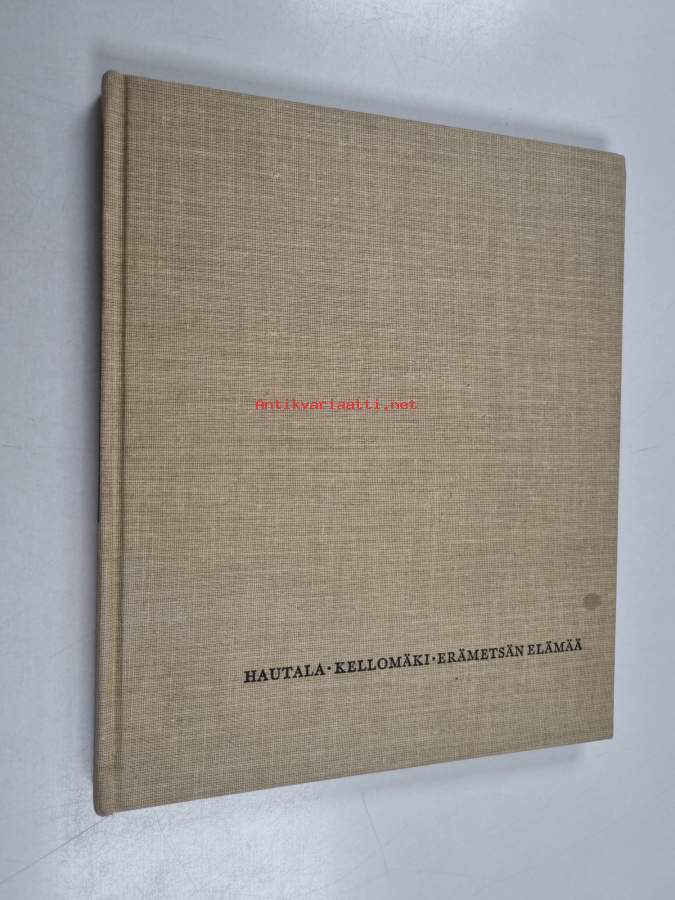 Antikvariaatti.net
HAUTALA · KELLOMÄKI · ERÄMETSÄN ELÄMÄÄ